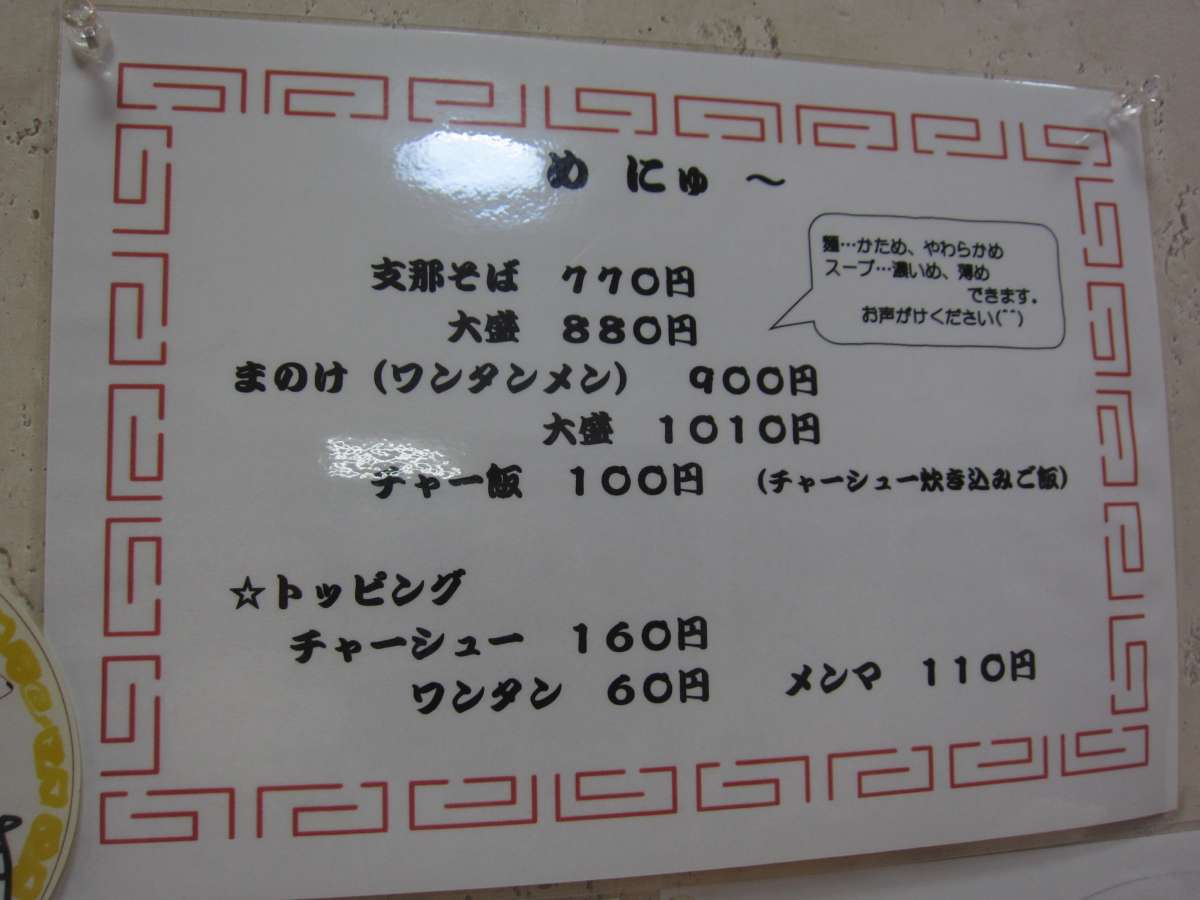 め にゅ ～
麺…かため、やわらかめ
スープ…濃いめ、薄め
できます。
お声がけください(^^)
支那そば 770円
大盛 880円
まのけ（ワンタンメン） 900円
大盛 1010円
チャー飯 100円 （チャーシュー炊き込みご飯）
☆トッピング
チャーシュー 160円
ワンタン 60円 メンマ 110円